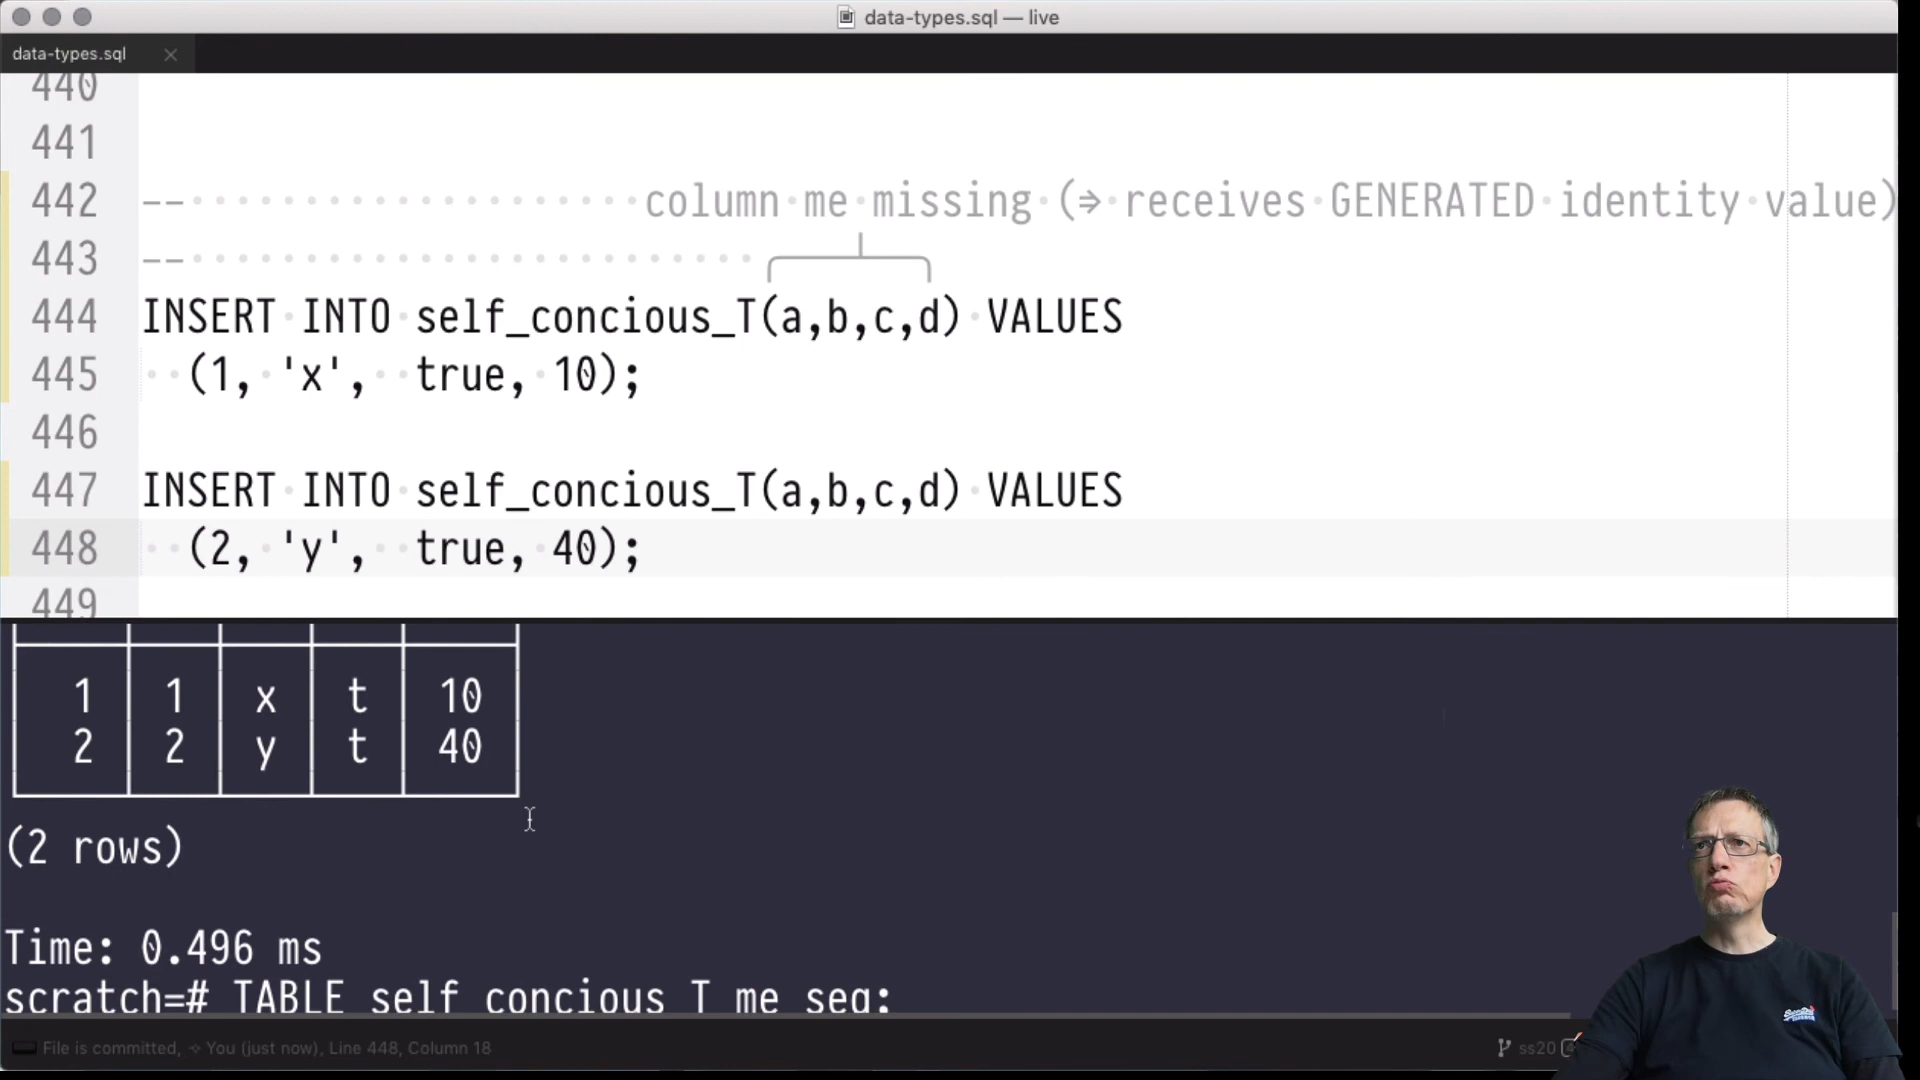 data-types.sql — live
data-types.sql
440
441
442 -- column me missing (⇒ receives GENERATED identity value)
443 --
444 INSERT INTO self_concious_T(a,b,c,d) VALUES
445 (1, 'x', true, 10);
446
447 INSERT INTO self_concious_T(a,b,c,d) VALUES
448 (2, 'y', true, 40);
449
1 1 x t 10
2 2 y t 40
(2 rows)
Time: 0.496 ms
scratch=# TABLE self_concious_T_me_seq;
File is committed, You (just now), Line 448, Column 18
ss20